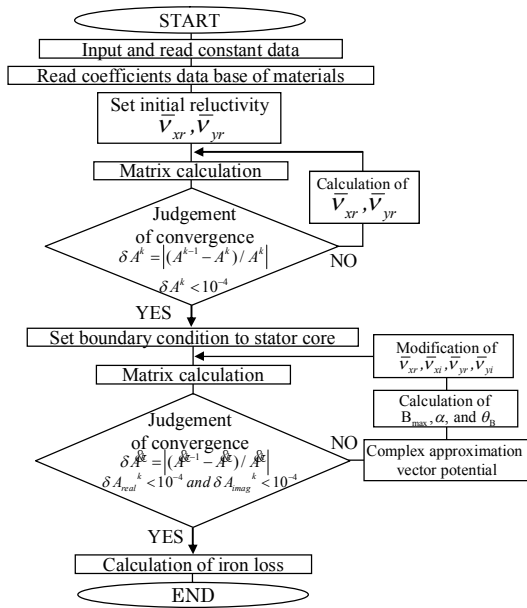 START
Input and read constant data
Read coefficients data base of materials
Set initial reluctivity
ν̅xr, ν̅yr
Matrix calculation
Calculation of
ν̅xr, ν̅yr
Judgement
of convergence
δA^k = |(A^k-1 − A^k) / A^k|
δA^k < 10^-4
NO
YES
Set boundary condition to stator core
Modification of
ν̅xr, ν̅xi, ν̅yr, ν̅yi
Matrix calculation
Calculation of
Bmax, α, and θB
Judgement
of convergence
NO
Complex approximation
vector potential
δAreal^k < 10^-4 and δAimag^k < 10^-4
YES
Calculation of iron loss
END